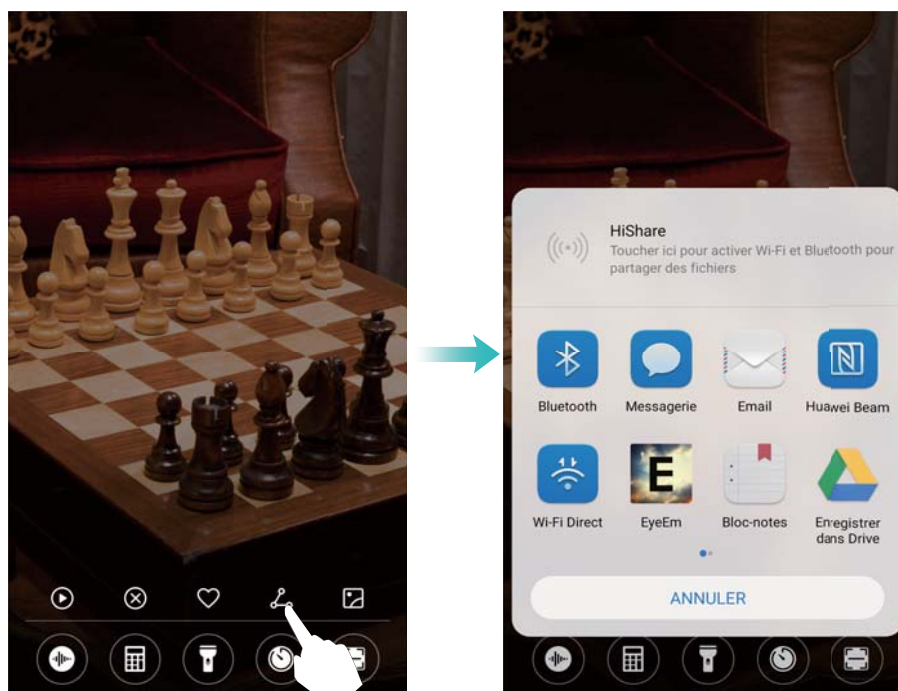 HiShare
Toucher ici pour activer Wi-Fi et Bluetooth pour
partager des fichiers
Bluetooth
Messagerie
Email
Huawei Beam
Wi-Fi Direct
E
EyeEm
Bloc-notes
Enregistrer
dans Drive
ANNULER